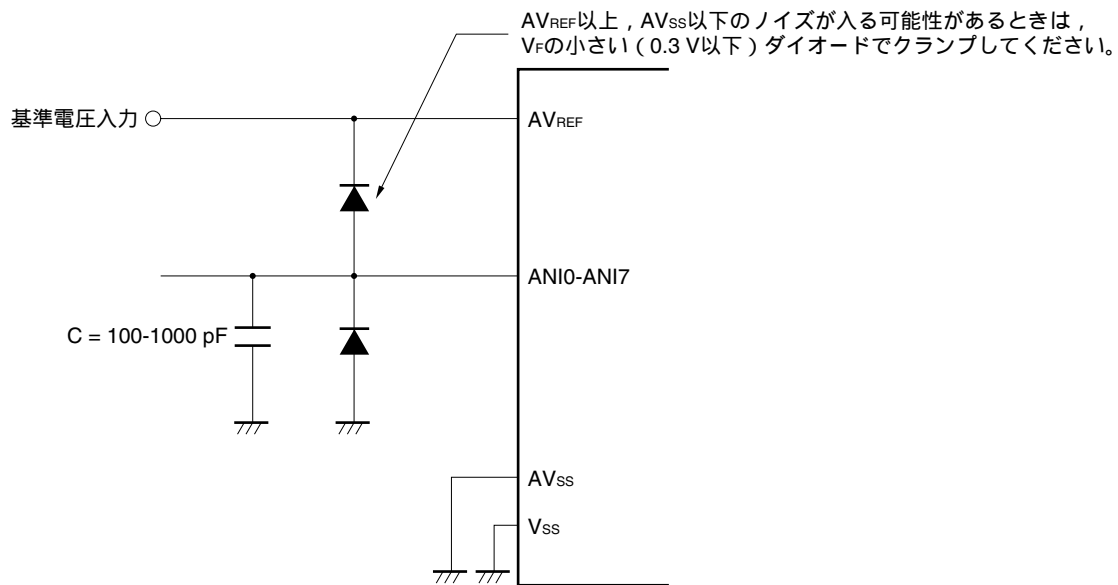 AVREF以上，AVSS以下のノイズが入る可能性があるときは，
VFの小さい（0.3 V以下）ダイオードでクランプしてください。
基準電圧入力
AVREF
ANI0-ANI7
C = 100-1000 pF
AVSS
VSS